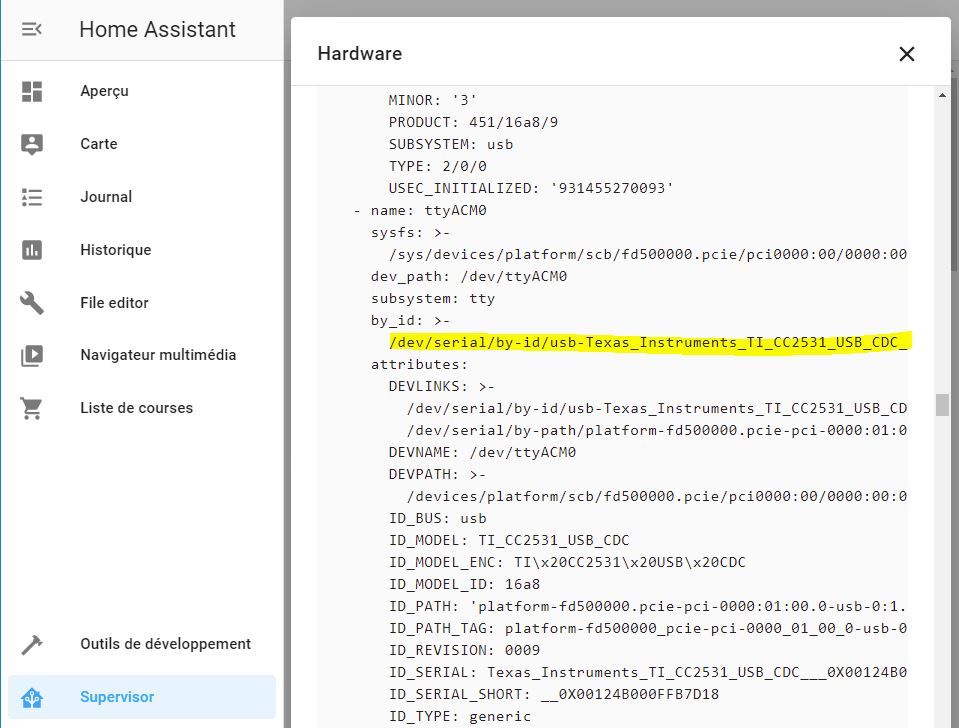 Home Assistant
Aperçu
Carte
Journal
Historique
File editor
Navigateur multimédia
Liste de courses
Outils de développement
Supervisor
Hardware
MINOR: '3'
PRODUCT: 451/16a8/9
SUBSYSTEM: usb
TYPE: 2/0/0
USEC_INITIALIZED: '931455270093'
- name: ttyACM0
sysfs: >-
/sys/devices/platform/scb/fd500000.pcie/pci0000:00/0000:00
dev_path: /dev/ttyACM0
subsystem: tty
by_id: >-
/dev/serial/by-id/usb-Texas_Instruments_TI_CC2531_USB_CDC_
attributes:
DEVLINKS: >-
/dev/serial/by-id/usb-Texas_Instruments_TI_CC2531_USB_CD
/dev/serial/by-path/platform-fd500000.pcie-pci-0000:01:0
DEVNAME: /dev/ttyACM0
DEVPATH: >-
/devices/platform/scb/fd500000.pcie/pci0000:00/0000:00:0
ID_BUS: usb
ID_MODEL: TI_CC2531_USB_CDC
ID_MODEL_ENC: TI\x20CC2531\x20USB\x20CDC
ID_MODEL_ID: 16a8
ID_PATH: 'platform-fd500000.pcie-pci-0000:01:00.0-usb-0:1.
ID_PATH_TAG: platform-fd500000_pcie-pci-0000_01_00_0-usb-0
ID_REVISION: 0009
ID_SERIAL: Texas_Instruments_TI_CC2531_USB_CDC___0X00124B0
ID_SERIAL_SHORT: __0X00124B000FFB7D18
ID_TYPE: generic